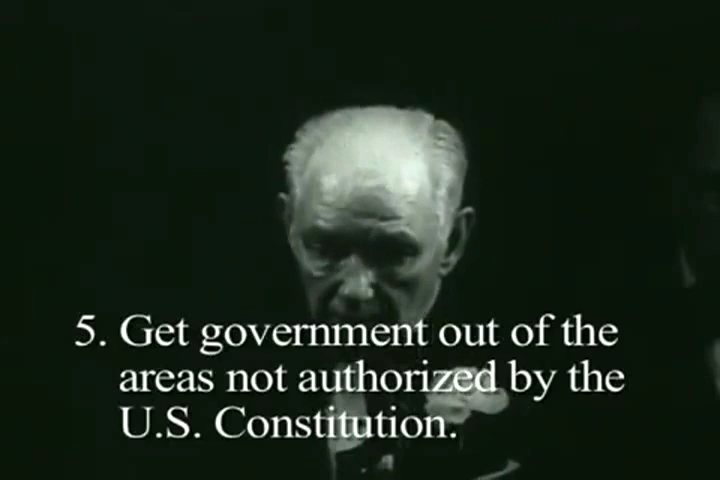 5. Get government out of the
areas not authorized by the
U.S. Constitution.